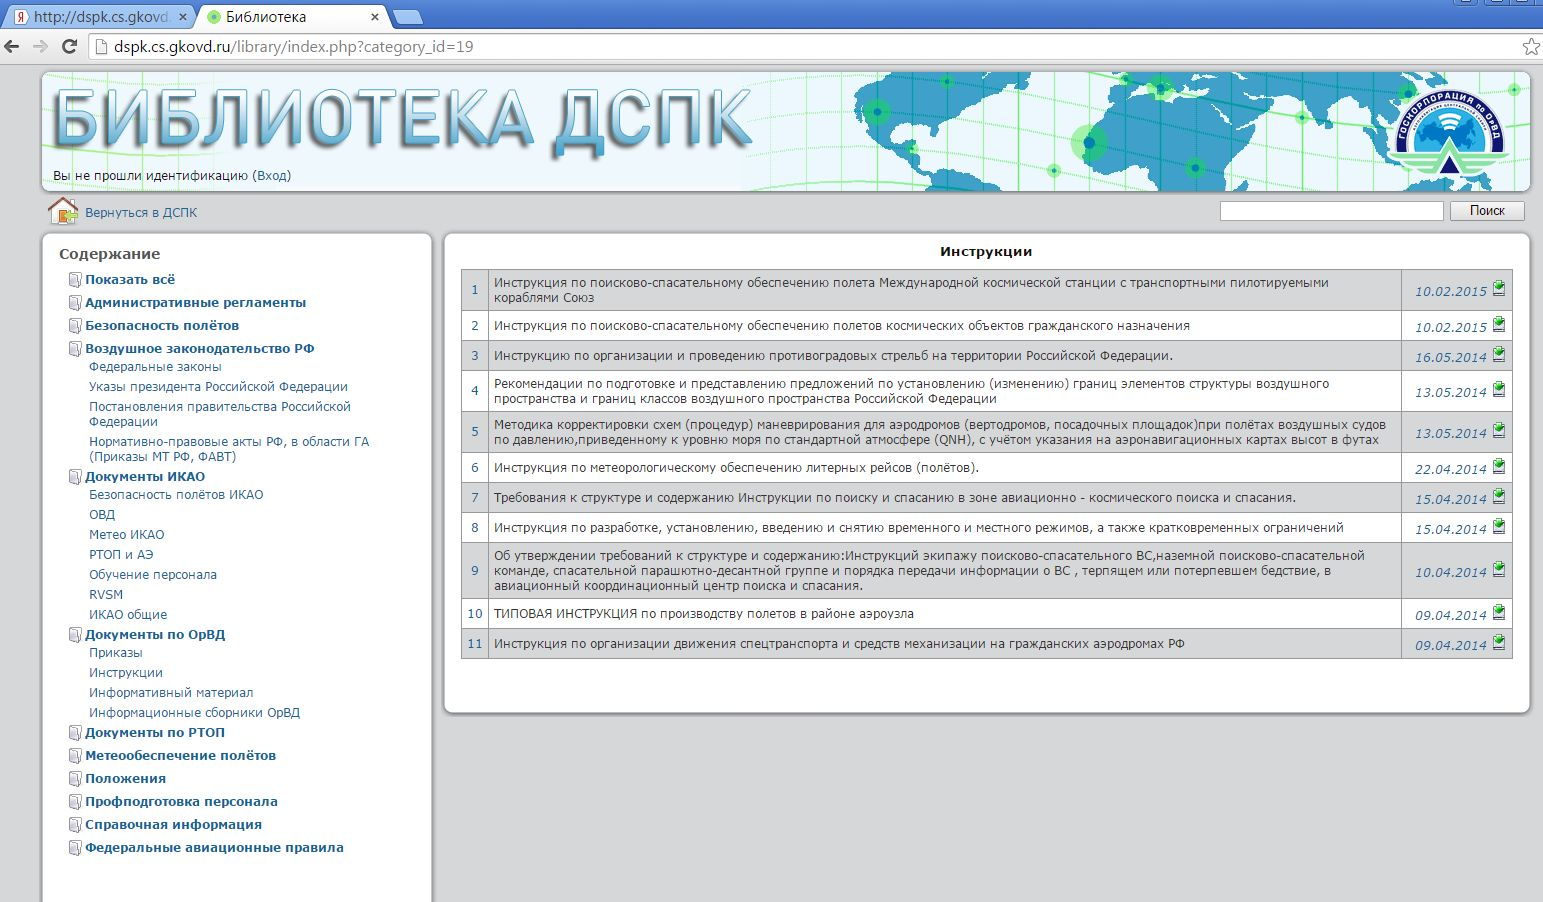 http://dspk.cs.gkovd.
Библиотека
dspk.cs.gkovd.ru/library/index.php?category_id=19
БИБЛИОТЕКА ДСПК
ГОСКОРПОРАЦИЯ по ОрВД
Вы не прошли идентификацию (Вход)
Вернуться в ДСПК
Поиск
Содержание
Показать всё
Административные регламенты
Безопасность полётов
Воздушное законодательство РФ
Федеральные законы
Указы президента Российской Федерации
Постановления правительства Российской
Федерации
Нормативно-правовые акты РФ, в области ГА
(Приказы МТ РФ, ФАВТ)
Документы ИКАО
Безопасность полётов ИКАО
ОВД
Метео ИКАО
РТОП и АЭ
Обучение персонала
RVSM
ИКАО общие
Документы по ОрВД
Приказы
Инструкции
Информативный материал
Информационные сборники ОрВД
Документы по РТОП
Метеообеспечение полётов
Положения
Профподготовка персонала
Справочная информация
Федеральные авиационные правила
Инструкции
1 Инструкция по поисково-спасательному обеспечению полета Международной космической станции с транспортными пилотируемыми
кораблями Союз 10.02.2015
2 Инструкция по поисково-спасательному обеспечению полетов космических объектов гражданского назначения 10.02.2015
3 Инструкцию по организации и проведению противоградовых стрельб на территории Российской Федерации. 16.05.2014
4 Рекомендации по подготовке и представлению предложений по установлению (изменению) границ элементов структуры воздушного
пространства и границ классов воздушного пространства Российской Федерации 13.05.2014
5 Методика корректировки схем (процедур) маневрирования для аэродромов (вертодромов, посадочных площадок)при полётах воздушных судов
по давлению,приведенному к уровню моря по стандартной атмосфере (QNH), с учётом указания на аэронавигационных картах высот в футах 13.05.2014
6 Инструкция по метеорологическому обеспечению литерных рейсов (полётов). 22.04.2014
7 Требования к структуре и содержанию Инструкции по поиску и спасанию в зоне авиационно - космического поиска и спасания. 15.04.2014
8 Инструкция по разработке, установлению, введению и снятию временного и местного режимов, а также кратковременных ограничений 15.04.2014
9 Об утверждении требований к структуре и содержанию:Инструкций экипажу поисково-спасательного ВС,наземной поисково-спасательной
команде, спасательной парашютно-десантной группе и порядка передачи информации о ВС , терпящем или потерпевшем бедствие, в
авиационный координационный центр поиска и спасания. 10.04.2014
10 ТИПОВАЯ ИНСТРУКЦИЯ по производству полетов в районе аэроузла 09.04.2014
11 Инструкция по организации движения спецтранспорта и средств механизации на гражданских аэродромах РФ 09.04.2014